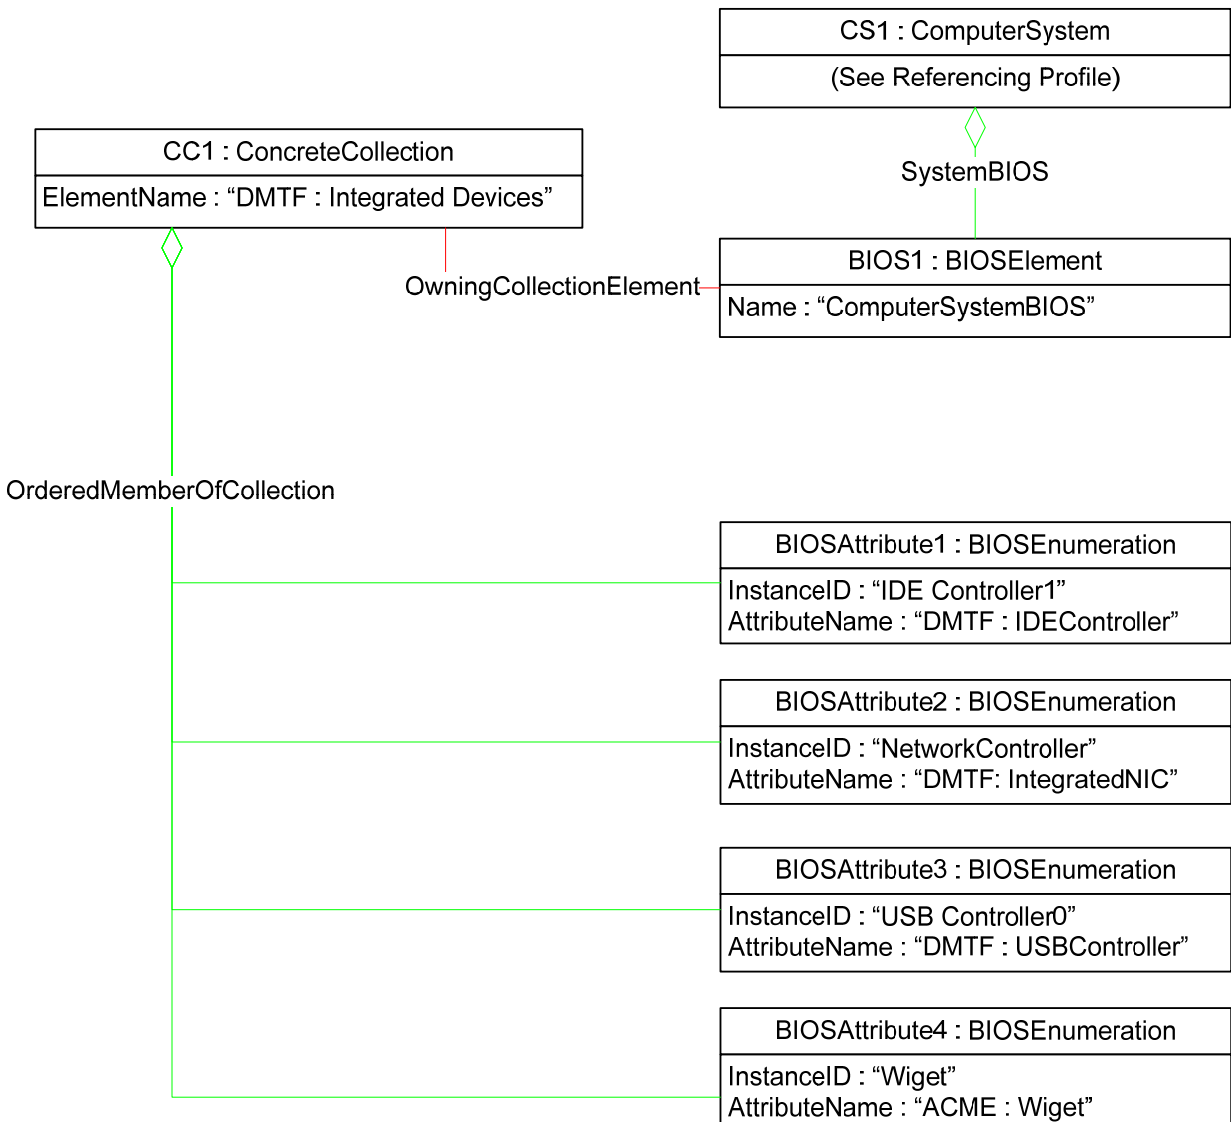 CS1 : ComputerSystem
(See Referencing Profile)
CC1 : ConcreteCollection
ElementName : “DMTF : Integrated Devices”
SystemBIOS
BIOS1 : BIOSElement
Name : “ComputerSystemBIOS”
OwningCollectionElement
OrderedMemberOfCollection
BIOSAttribute1 : BIOSEnumeration
InstanceID : “IDE Controller1”
AttributeName : “DMTF : IDEController”
BIOSAttribute2 : BIOSEnumeration
InstanceID : “NetworkController”
AttributeName : “DMTF: IntegratedNIC”
BIOSAttribute3 : BIOSEnumeration
InstanceID : “USB Controller0”
AttributeName : “DMTF : USBController”
BIOSAttribute4 : BIOSEnumeration
InstanceID : “Wiget”
AttributeName : “ACME : Wiget”